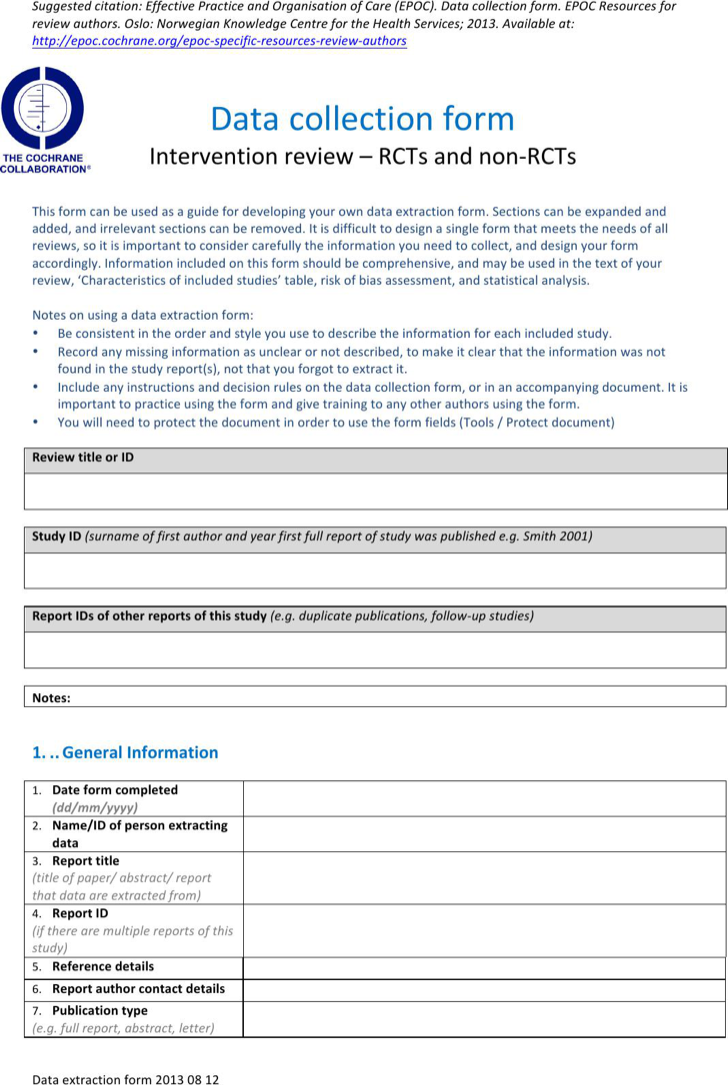 Suggested citation: Effective Practice and Organisation of Care (EPOC). Data collection form. EPOC Resources for
review authors. Oslo: Norwegian Knowledge Centre for the Health Services; 2013. Available at:
http://epoc.cochrane.org/epoc-specific-resources-review-authors
THE COCHRANE
COLLABORATION®
Data collection form
Intervention review – RCTs and non-RCTs
This form can be used as a guide for developing your own data extraction form. Sections can be expanded and
added, and irrelevant sections can be removed. It is difficult to design a single form that meets the needs of all
reviews, so it is important to consider carefully the information you need to collect, and design your form
accordingly. Information included on this form should be comprehensive, and may be used in the text of your
review, ‘Characteristics of included studies’ table, risk of bias assessment, and statistical analysis.
Notes on using a data extraction form:
• Be consistent in the order and style you use to describe the information for each included study.
• Record any missing information as unclear or not described, to make it clear that the information was not
found in the study report(s), not that you forgot to extract it.
• Include any instructions and decision rules on the data collection form, or in an accompanying document. It is
important to practice using the form and give training to any other authors using the form.
• You will need to protect the document in order to use the form fields (Tools / Protect document)
Review title or ID
Study ID (surname of first author and year first full report of study was published e.g. Smith 2001)
Report IDs of other reports of this study (e.g. duplicate publications, follow-up studies)
Notes:
1. .. General Information
1. Date form completed
(dd/mm/yyyy)
2. Name/ID of person extracting
data
3. Report title
(title of paper/ abstract/ report
that data are extracted from)
4. Report ID
(if there are multiple reports of this
study)
5. Reference details
6. Report author contact details
7. Publication type
(e.g. full report, abstract, letter)
Data extraction form 2013 08 12